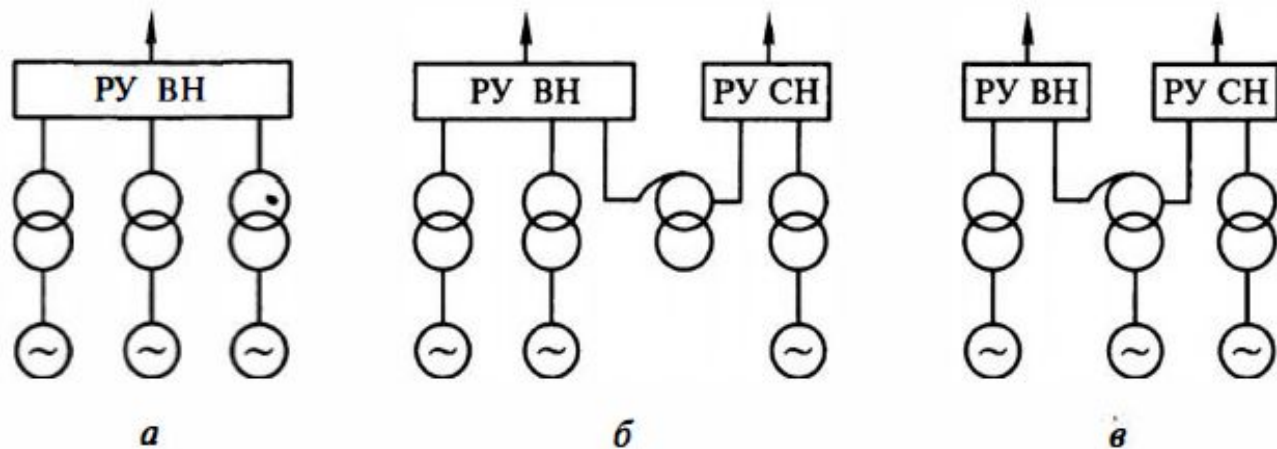 РУ ВН РУ ВН РУ СН РУ ВН РУ СН
~ ~ ~ ~ ~ ~ ~ ~ ~
а б в